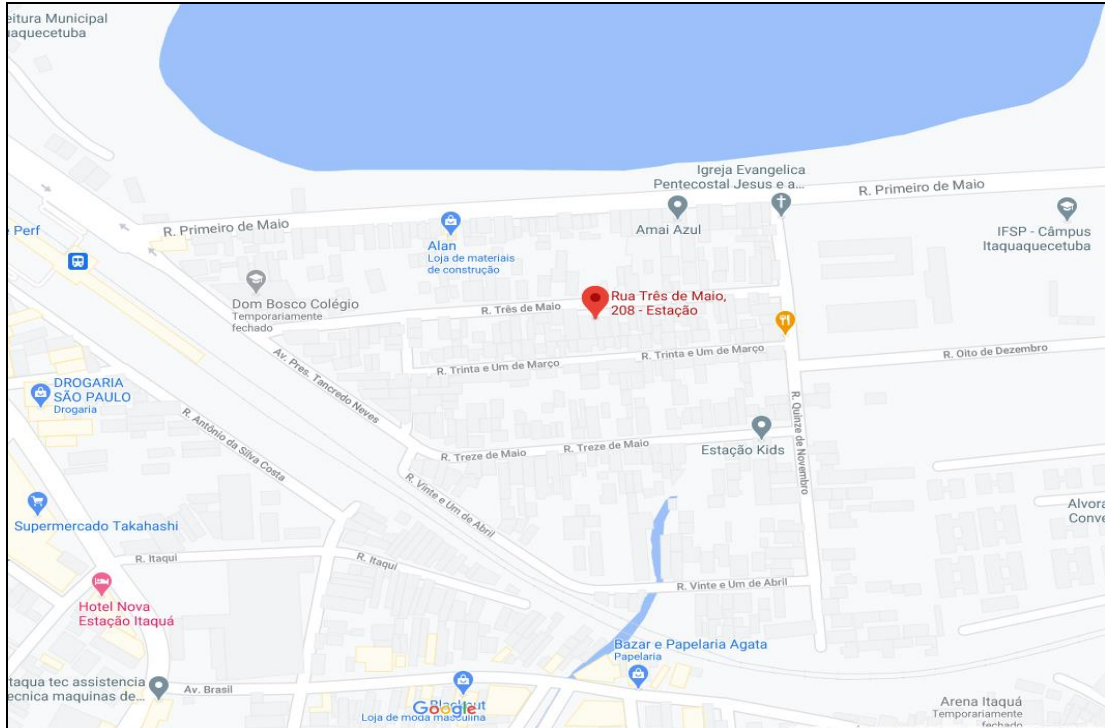 eitura Municipal
uaquecetuba
Igreja Evangelica
Pentecostal Jesus e a...
R. Primeiro de Maio
R. Primeiro de Maio
Amai Azul
IFSP - Câmpus
Itaquaquecetuba
e Perf
Alan
Loja de materiais
de construção
Dom Bosco Colégio
Temporariamente
fechado
R. Três de Maio
Rua Três de Maio,
208 - Estação
R. Trinta e Um de Março
R. Trinta e Um de Março
R. Oito de Dezembro
Av. Pres. Tancredo Neves
DROGARIA
SÃO PAULO
Drogaria
R. Antônio da Silva Costa
R. Quinze de Novembro
R. Treze de Maio
R. Treze de Maio
Estação Kids
R. Vinte e Um de Abril
Supermercado Takahashi
Alvora
Conve
R. Itaqui
R. Itaqui
R. Vinte e Um de Abril
Hotel Nova
Estação Itaquá
Bazar e Papelaria Agata
Papelaria
taqua tec assistencia
ecnica maquinas de...
Av. Brasil
Google
Loja de moda masculina
Arena Itaquá
Temporariamente
fechado